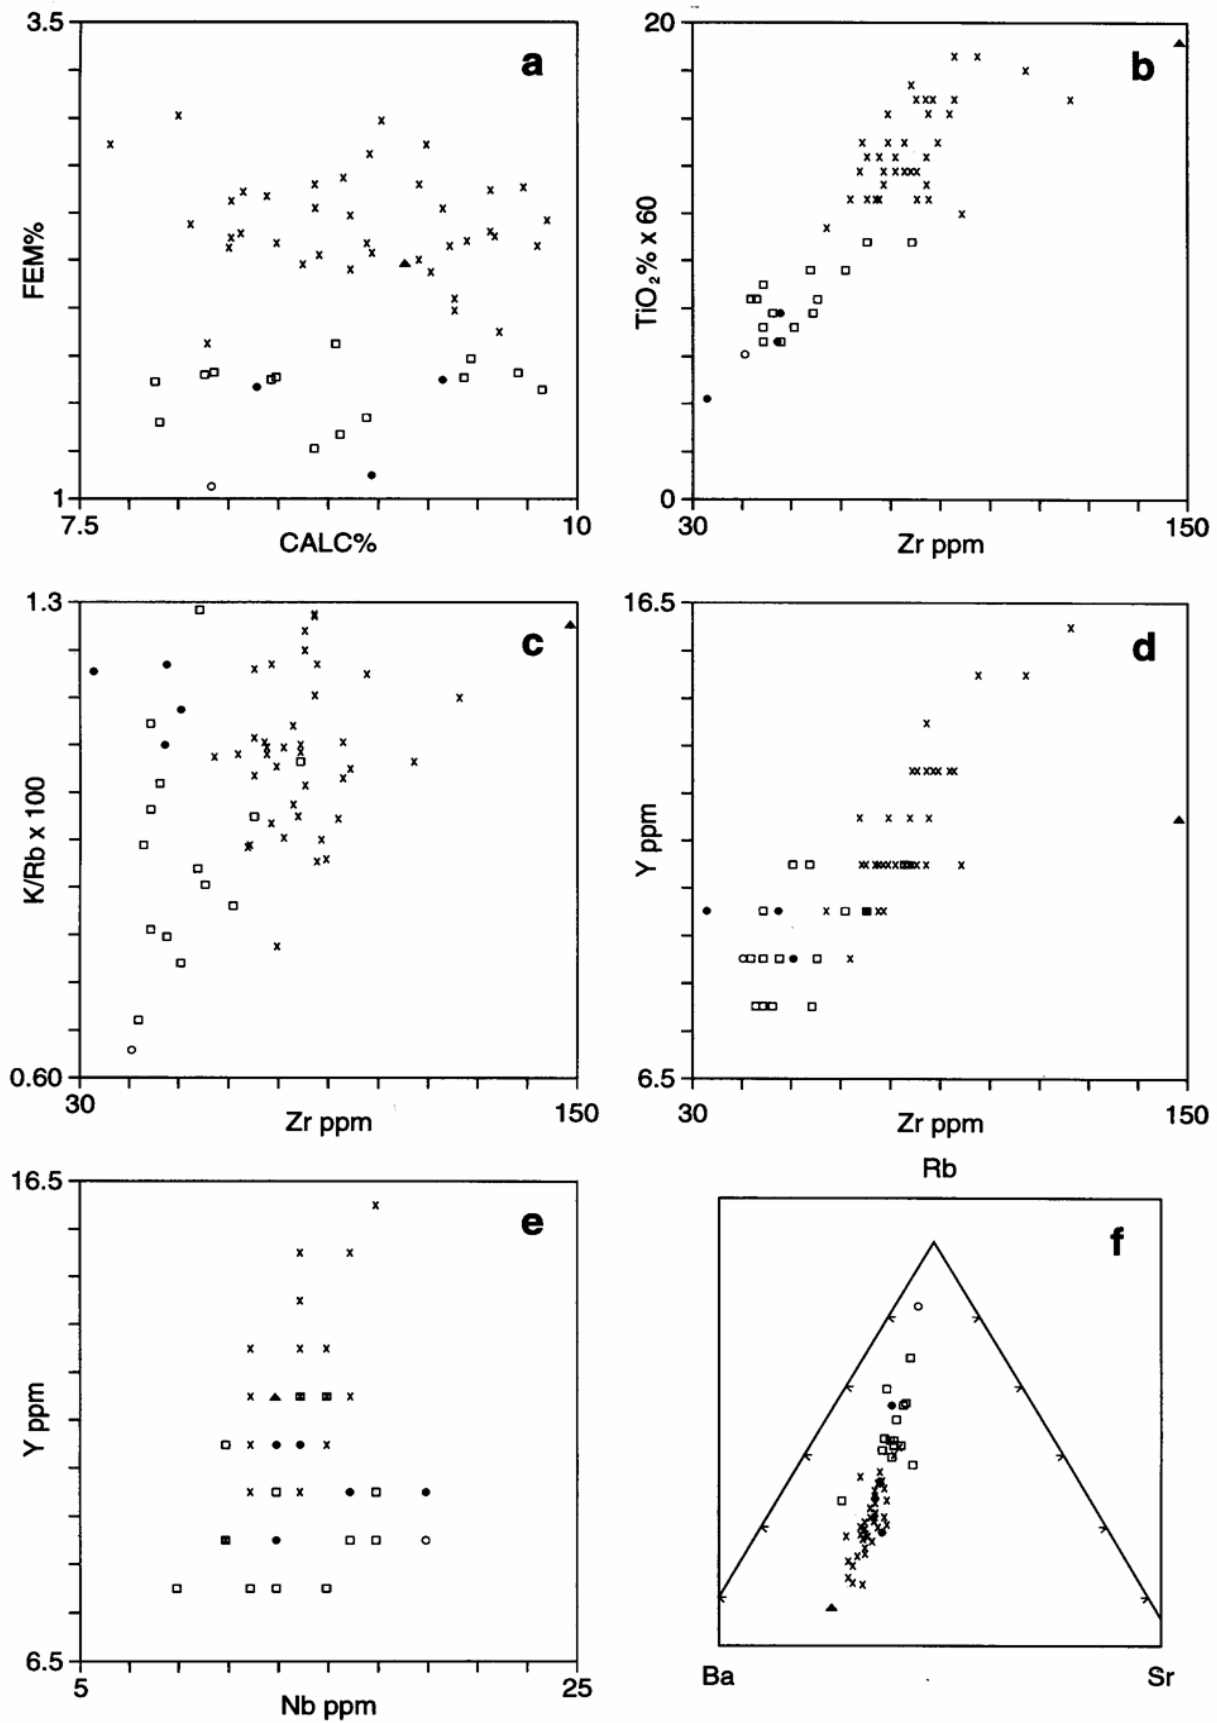 3.5
a
FEM%
1
7.5
CALC%
10
20
b
TiO₂% x 60
0
30
Zr ppm
150
1.3
c
K/Rb x 100
0.60
30
Zr ppm
150
16.5
d
Y ppm
6.5
30
Zr ppm
150
16.5
e
Y ppm
6.5
5
Nb ppm
25
Rb
f
Ba
Sr